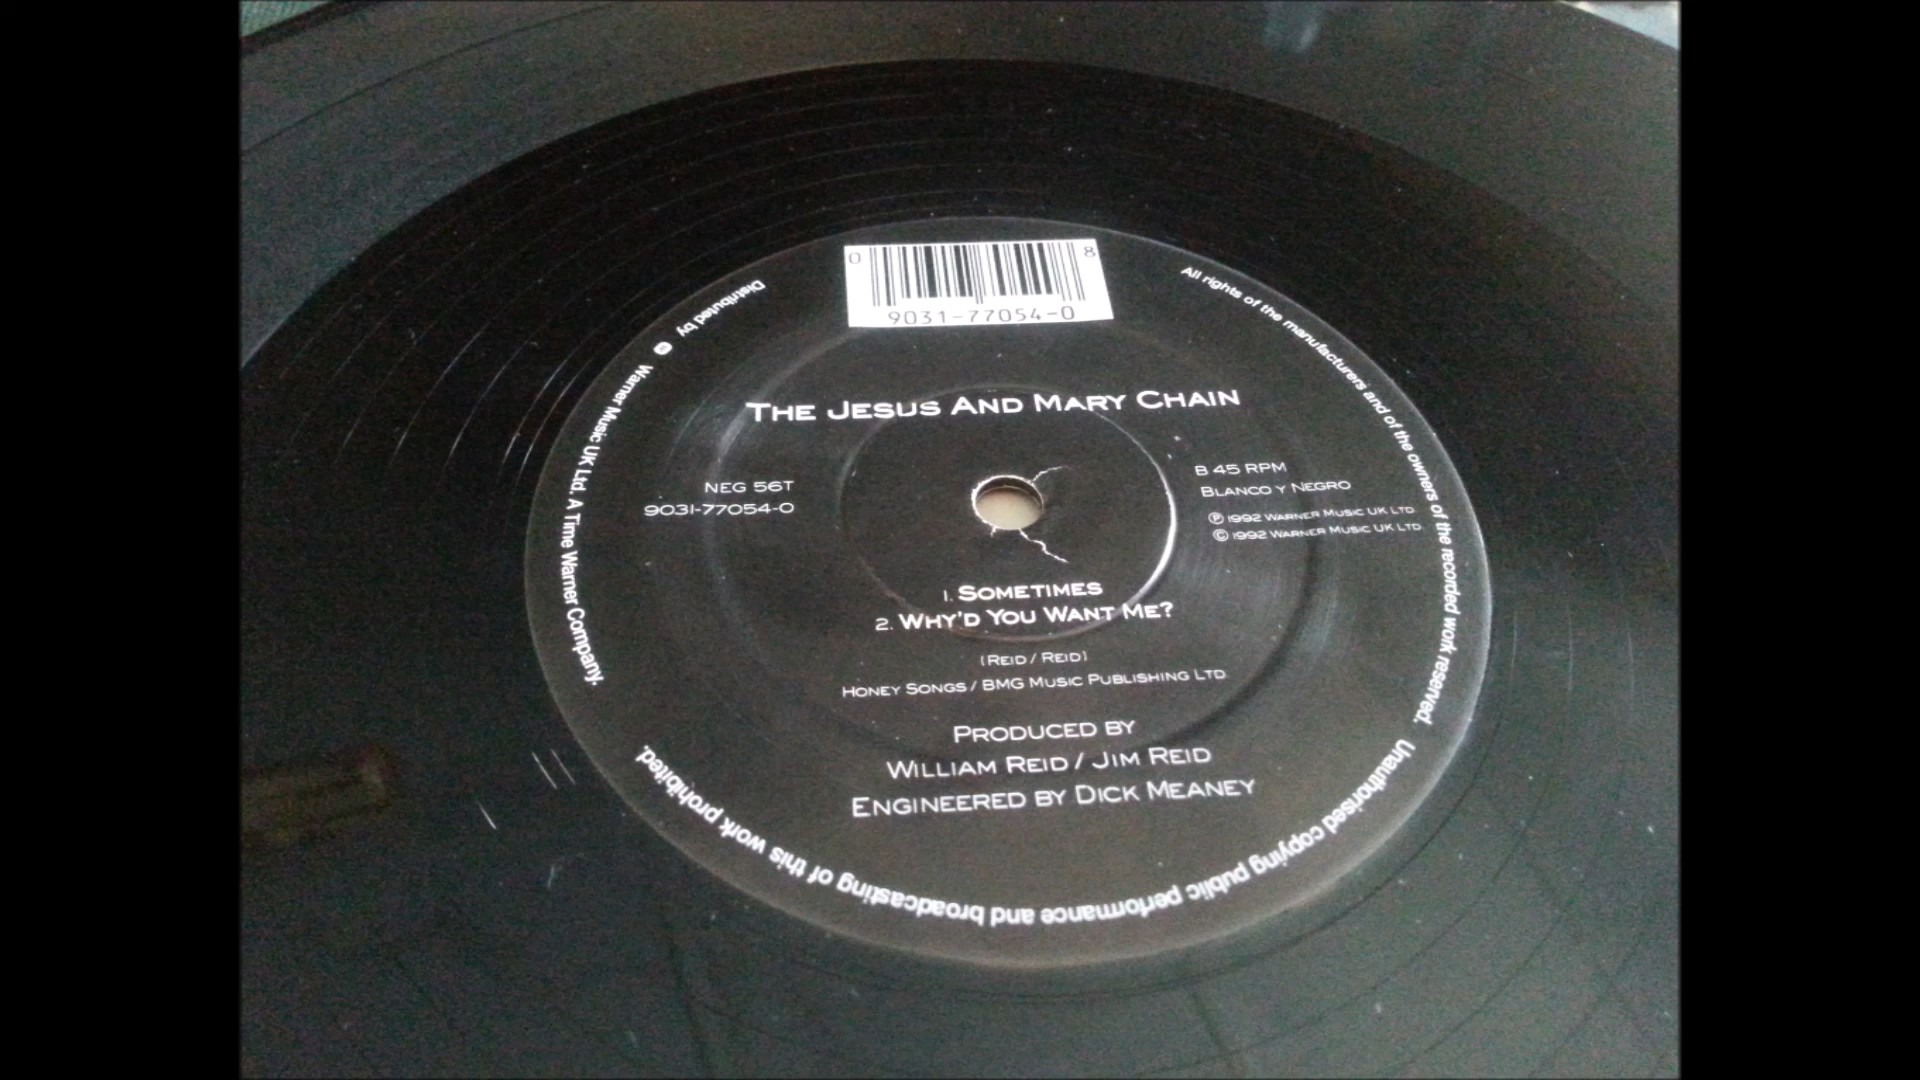 0 8
9031-77054-0
THE JESUS AND MARY CHAIN
NEG 56T
9031-77054-0
B 45 RPM
BLANCO Y NEGRO
℗ 1992 WARNER MUSIC UK LTD.
© 1992 WARNER MUSIC UK LTD.
1. SOMETIMES
2. WHY'D YOU WANT ME?
(REID / REID)
HONEY SONGS / BMG MUSIC PUBLISHING LTD.
PRODUCED BY
WILLIAM REID / JIM REID
ENGINEERED BY DICK MEANEY
All rights of the manufacturers and of the owners of the recorded work reserved.
Unauthorised copying public performance and broadcasting of this work prohibited.
Distributed by Warner Music UK Ltd. A Time Warner Company.